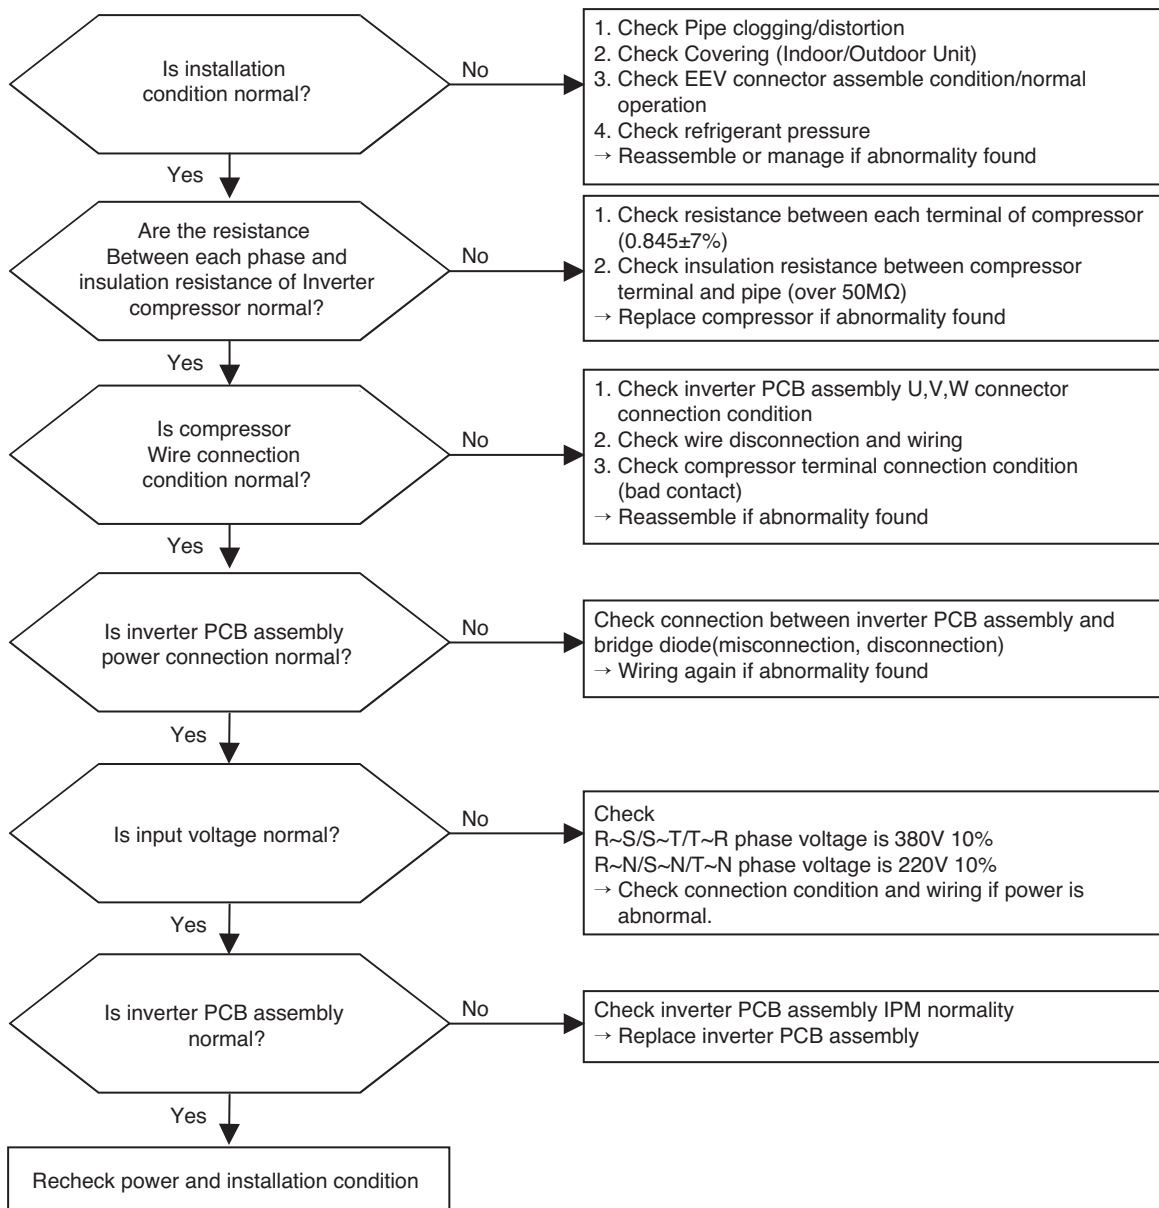 Is installation
condition normal?
No
1. Check Pipe clogging/distortion
2. Check Covering (Indoor/Outdoor Unit)
3. Check EEV connector assemble condition/normal
operation
4. Check refrigerant pressure
→ Reassemble or manage if abnormality found
Yes
Are the resistance
Between each phase and
insulation resistance of Inverter
compressor normal?
No
1. Check resistance between each terminal of compressor
(0.845±7%)
2. Check insulation resistance between compressor
terminal and pipe (over 50MΩ)
→ Replace compressor if abnormality found
Yes
Is compressor
Wire connection
condition normal?
No
1. Check inverter PCB assembly U,V,W connector
connection condition
2. Check wire disconnection and wiring
3. Check compressor terminal connection condition
(bad contact)
→ Reassemble if abnormality found
Yes
Is inverter PCB assembly
power connection normal?
No
Check connection between inverter PCB assembly and
bridge diode(misconnection, disconnection)
→ Wiring again if abnormality found
Yes
Is input voltage normal?
No
Check
R~S/S~T/T~R phase voltage is 380V 10%
R~N/S~N/T~N phase voltage is 220V 10%
→ Check connection condition and wiring if power is
abnormal.
Yes
Is inverter PCB assembly
normal?
No
Check inverter PCB assembly IPM normality
→ Replace inverter PCB assembly
Yes
Recheck power and installation condition